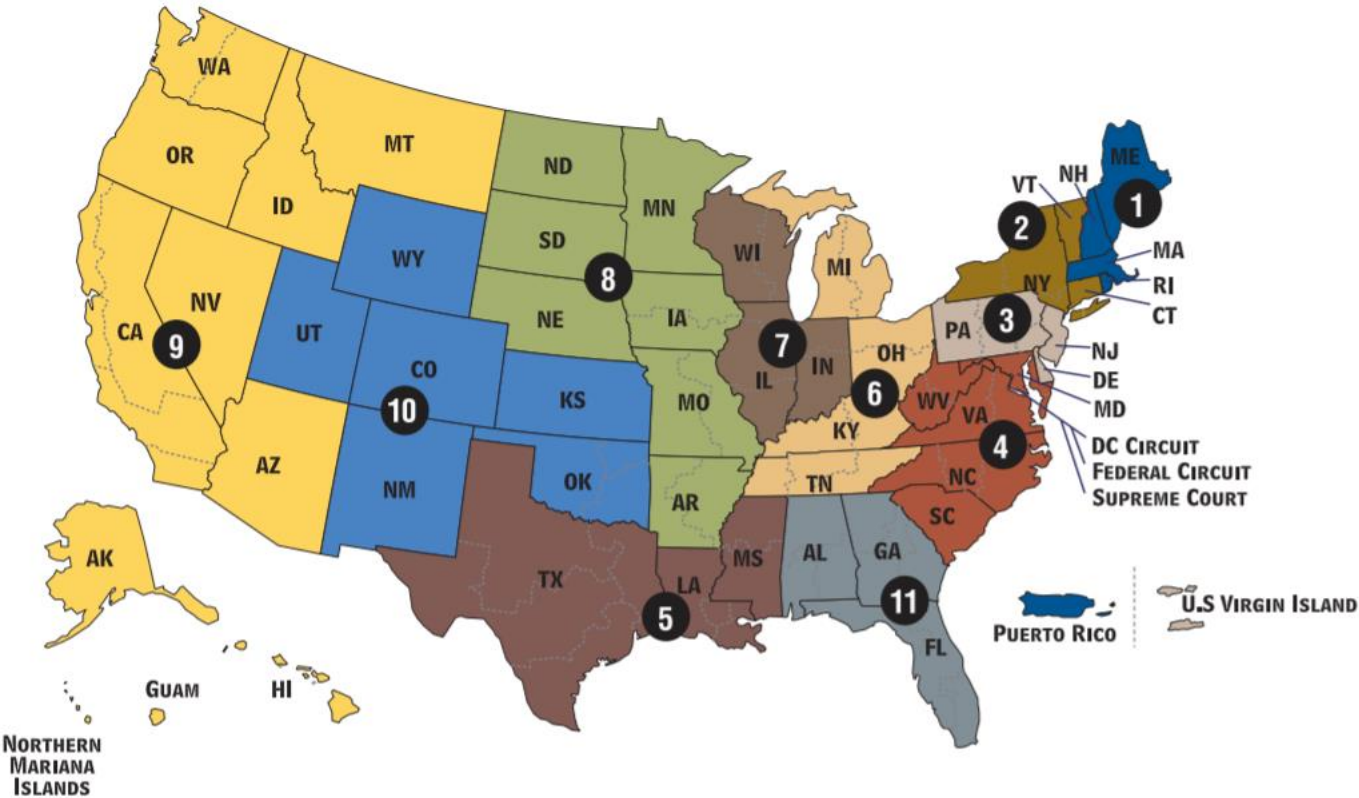 WA
MT
OR
ID
ND
MN
SD
8
WY
NE
IA
WI
MI
VT
NH
ME
1
2
MA
RI
CT
NY
3
PA
NJ
DE
MD
DC CIRCUIT
FEDERAL CIRCUIT
SUPREME COURT
NV
CA
9
UT
CO
10
KS
MO
7
IL
IN
OH
6
KY
WV
VA
4
NC
TN
SC
AZ
NM
OK
AR
TX
LA
5
MS
AL
GA
11
FL
AK
GUAM
HI
NORTHERN
MARIANA
ISLANDS
PUERTO RICO
U.S VIRGIN ISLAND